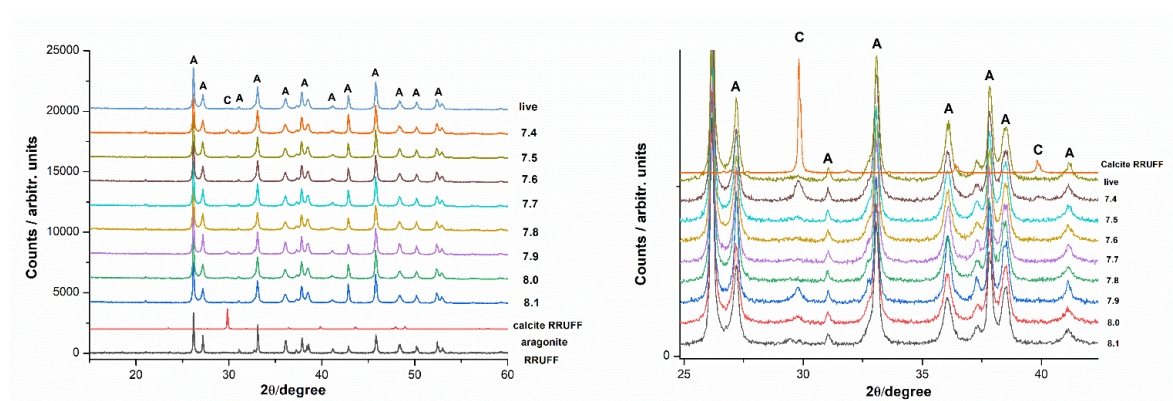 25000
20000
15000
10000
5000
0
Counts / arbitr. units
A
A
C
A
A
A
A
A
A
A
A
A
A
live
7.4
7.5
7.6
7.7
7.8
7.9
8.0
8.1
calcite RRUFF
aragonite
RRUFF
20
30
40
50
60
2θ/degree
Counts / arbitr. units
0
A
C
A
A
A
A
A
C
A
Calcite RRUFF
live
7.4
7.5
7.6
7.7
7.8
7.9
8.0
8.1
25
30
35
40
2θ/degree